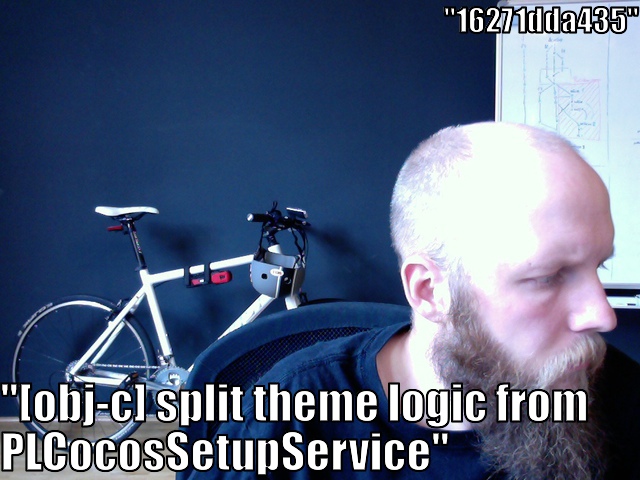 "16271dda435"
"[obj-c] split theme logic from
PLCocosSetupService"